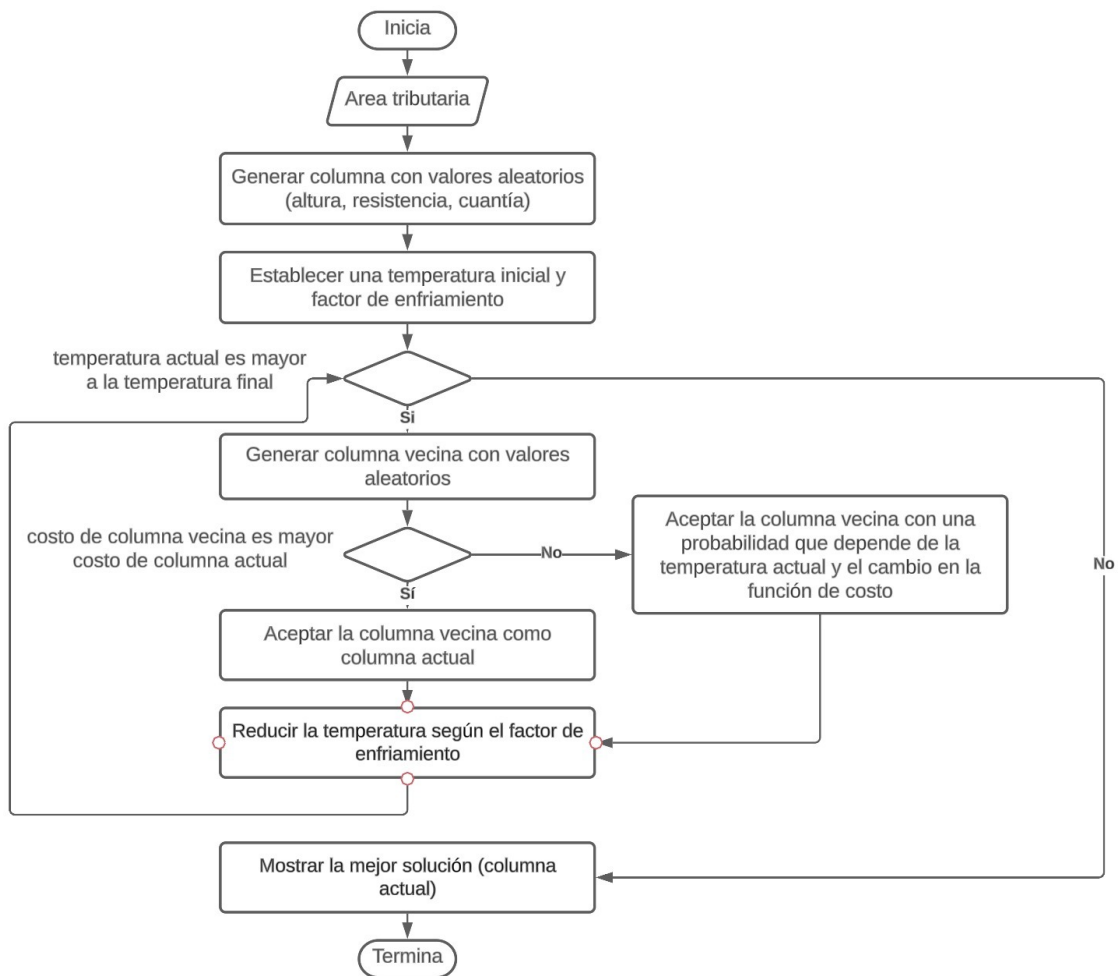 Inicia
Area tributaria
Generar columna con valores aleatorios
(altura, resistencia, cuantía)
Establecer una temperatura inicial y
factor de enfriamiento
temperatura actual es mayor
a la temperatura final
Si
Generar columna vecina con valores
aleatorios
costo de columna vecina es mayor
costo de columna actual
No
Aceptar la columna vecina con una
probabilidad que depende de la
temperatura actual y el cambio en la
función de costo
No
Sí
Aceptar la columna vecina como
columna actual
Reducir la temperatura según el factor de
enfriamiento
Mostrar la mejor solución (columna
actual)
Termina